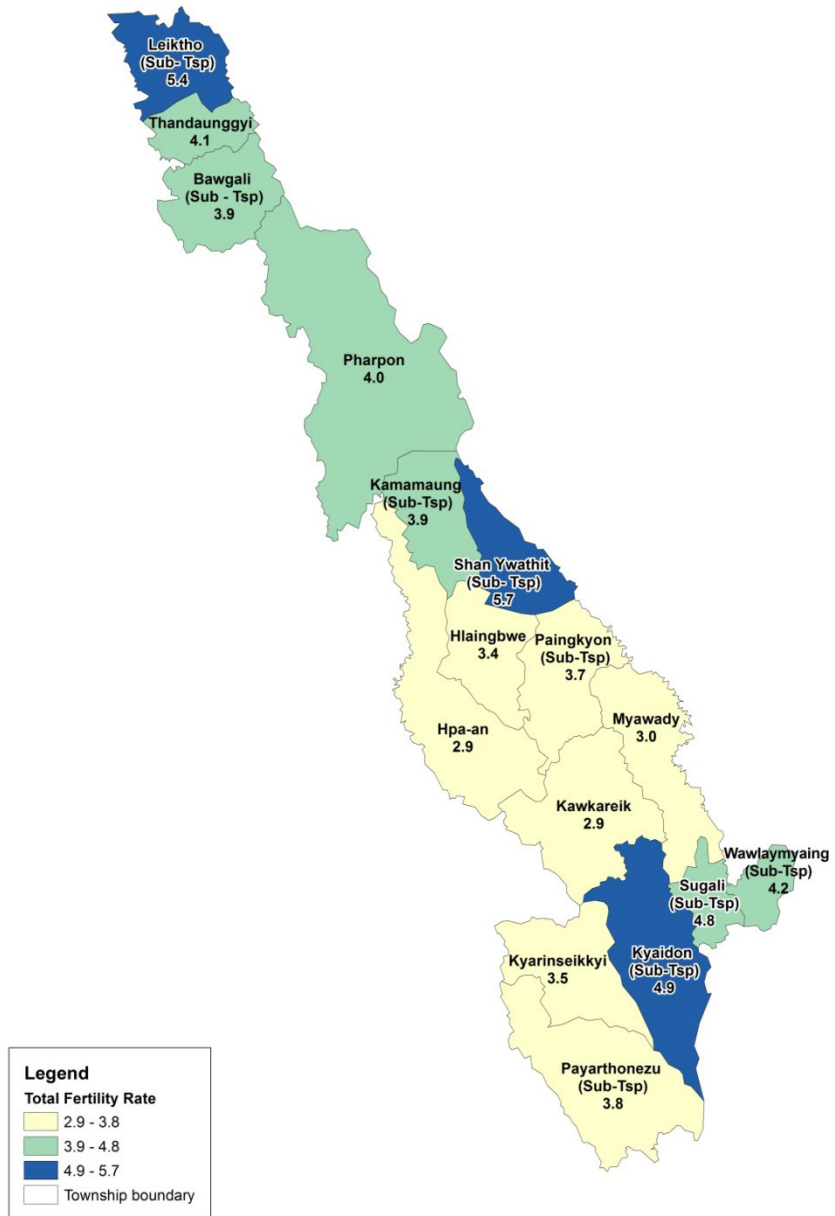 Leiktho
(Sub- Tsp)
5.4
Thandaunggyi
4.1
Bawgali
(Sub - Tsp)
3.9
Pharpon
4.0
Kamamaung
(Sub-Tsp)
3.9
Shan Ywathit
(Sub- Tsp)
5.7
Hlaingbwe
3.4
Paingkyon
(Sub-Tsp)
3.7
Myawady
3.0
Hpa-an
2.9
Kawkareik
2.9
Wawlaymyaing
(Sub-Tsp)
4.2
Sugali
(Sub-Tsp)
4.8
Kyaidon
(Sub-Tsp)
4.9
Kyarinseikkyi
3.5
Payarthonezu
(Sub-Tsp)
3.8
Legend
Total Fertility Rate
2.9 - 3.8
3.9 - 4.8
4.9 - 5.7
Township boundary